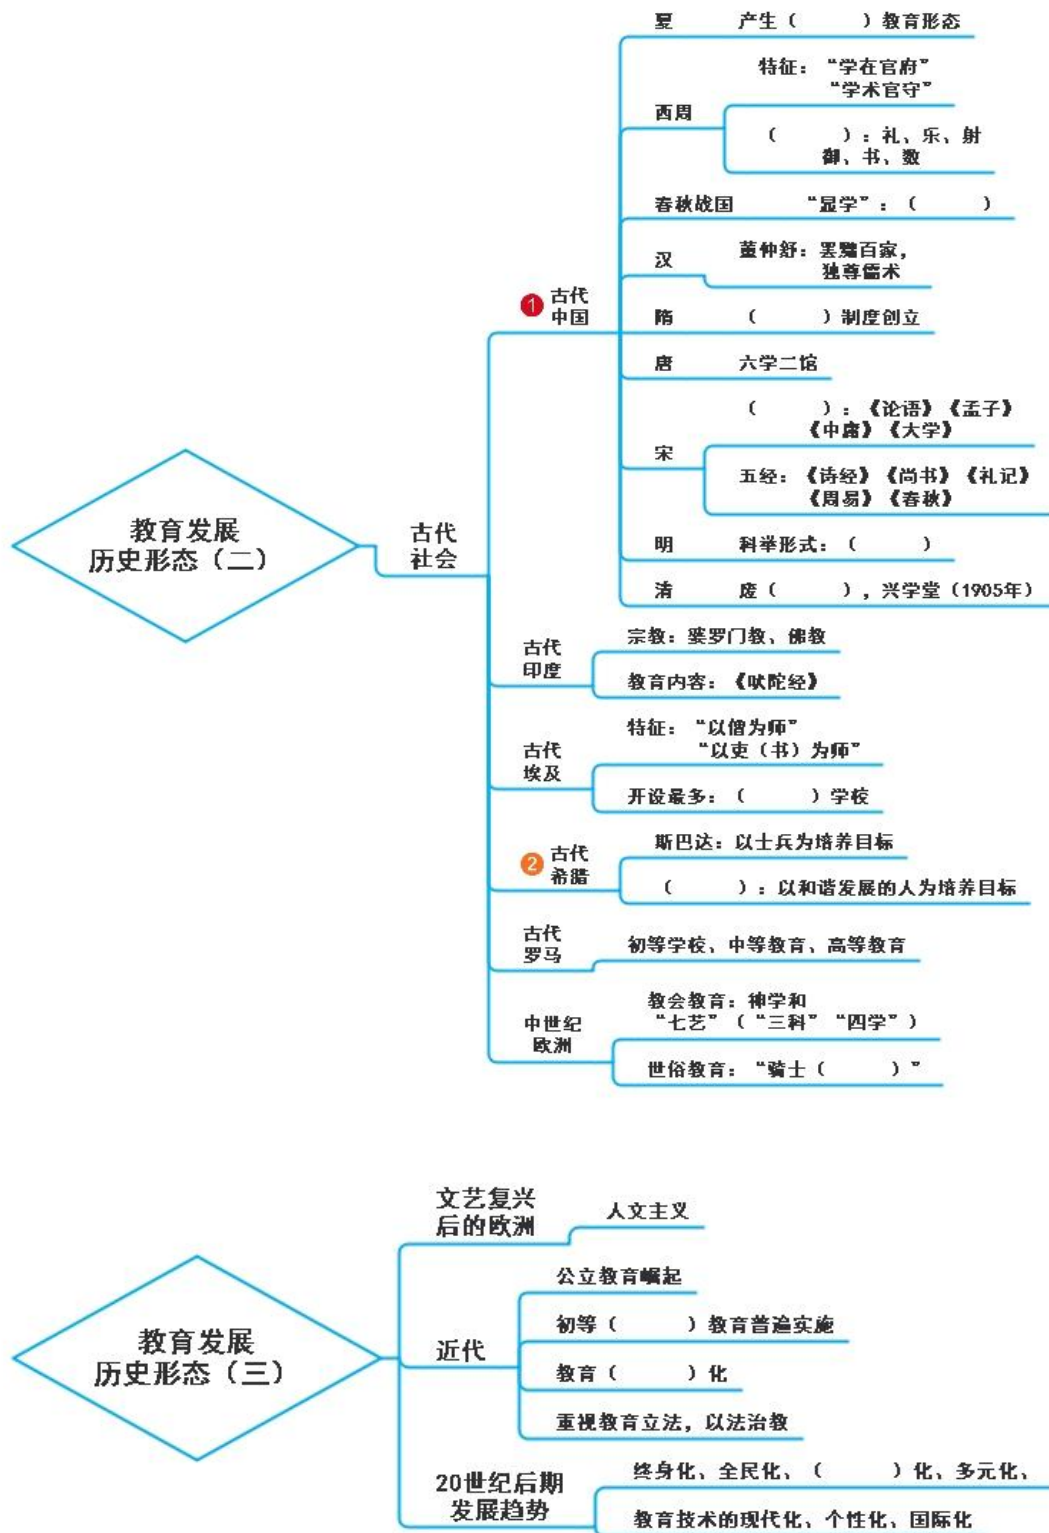 教育发展
历史形态（二）
古代
社会
1 古代
中国
夏 产生（ ）教育形态
西周
特征：“学在官府”
“学术官守”
（ ）：礼、乐、射
御、书、数
春秋战国 “显学”：（ ）
汉
董仲舒：罢黜百家，
独尊儒术
隋 （ ）制度创立
唐 六学二馆
宋
（ ）：《论语》《孟子》
《中庸》《大学》
五经：《诗经》《尚书》《礼记》
《周易》《春秋》
明 科举形式：（ ）
清 废（ ），兴学堂（1905年）
古代
印度
宗教：婆罗门教、佛教
教育内容：《吠陀经》
古代
埃及
特征：“以僧为师”
“以吏（书）为师”
开设最多：（ ）学校
2 古代
希腊
斯巴达：以士兵为培养目标
（ ）：以和谐发展的人为培养目标
古代
罗马
初等学校、中等教育、高等教育
中世纪
欧洲
教会教育：神学和
“七艺”（“三科”“四学”）
世俗教育：“骑士（ ）”
教育发展
历史形态（三）
文艺复兴
后的欧洲
人文主义
近代
公立教育崛起
初等（ ）教育普遍实施
教育（ ）化
重视教育立法，以法治教
20世纪后期
发展趋势
终身化、全民化、（ ）化、多元化、
教育技术的现代化、个性化、国际化